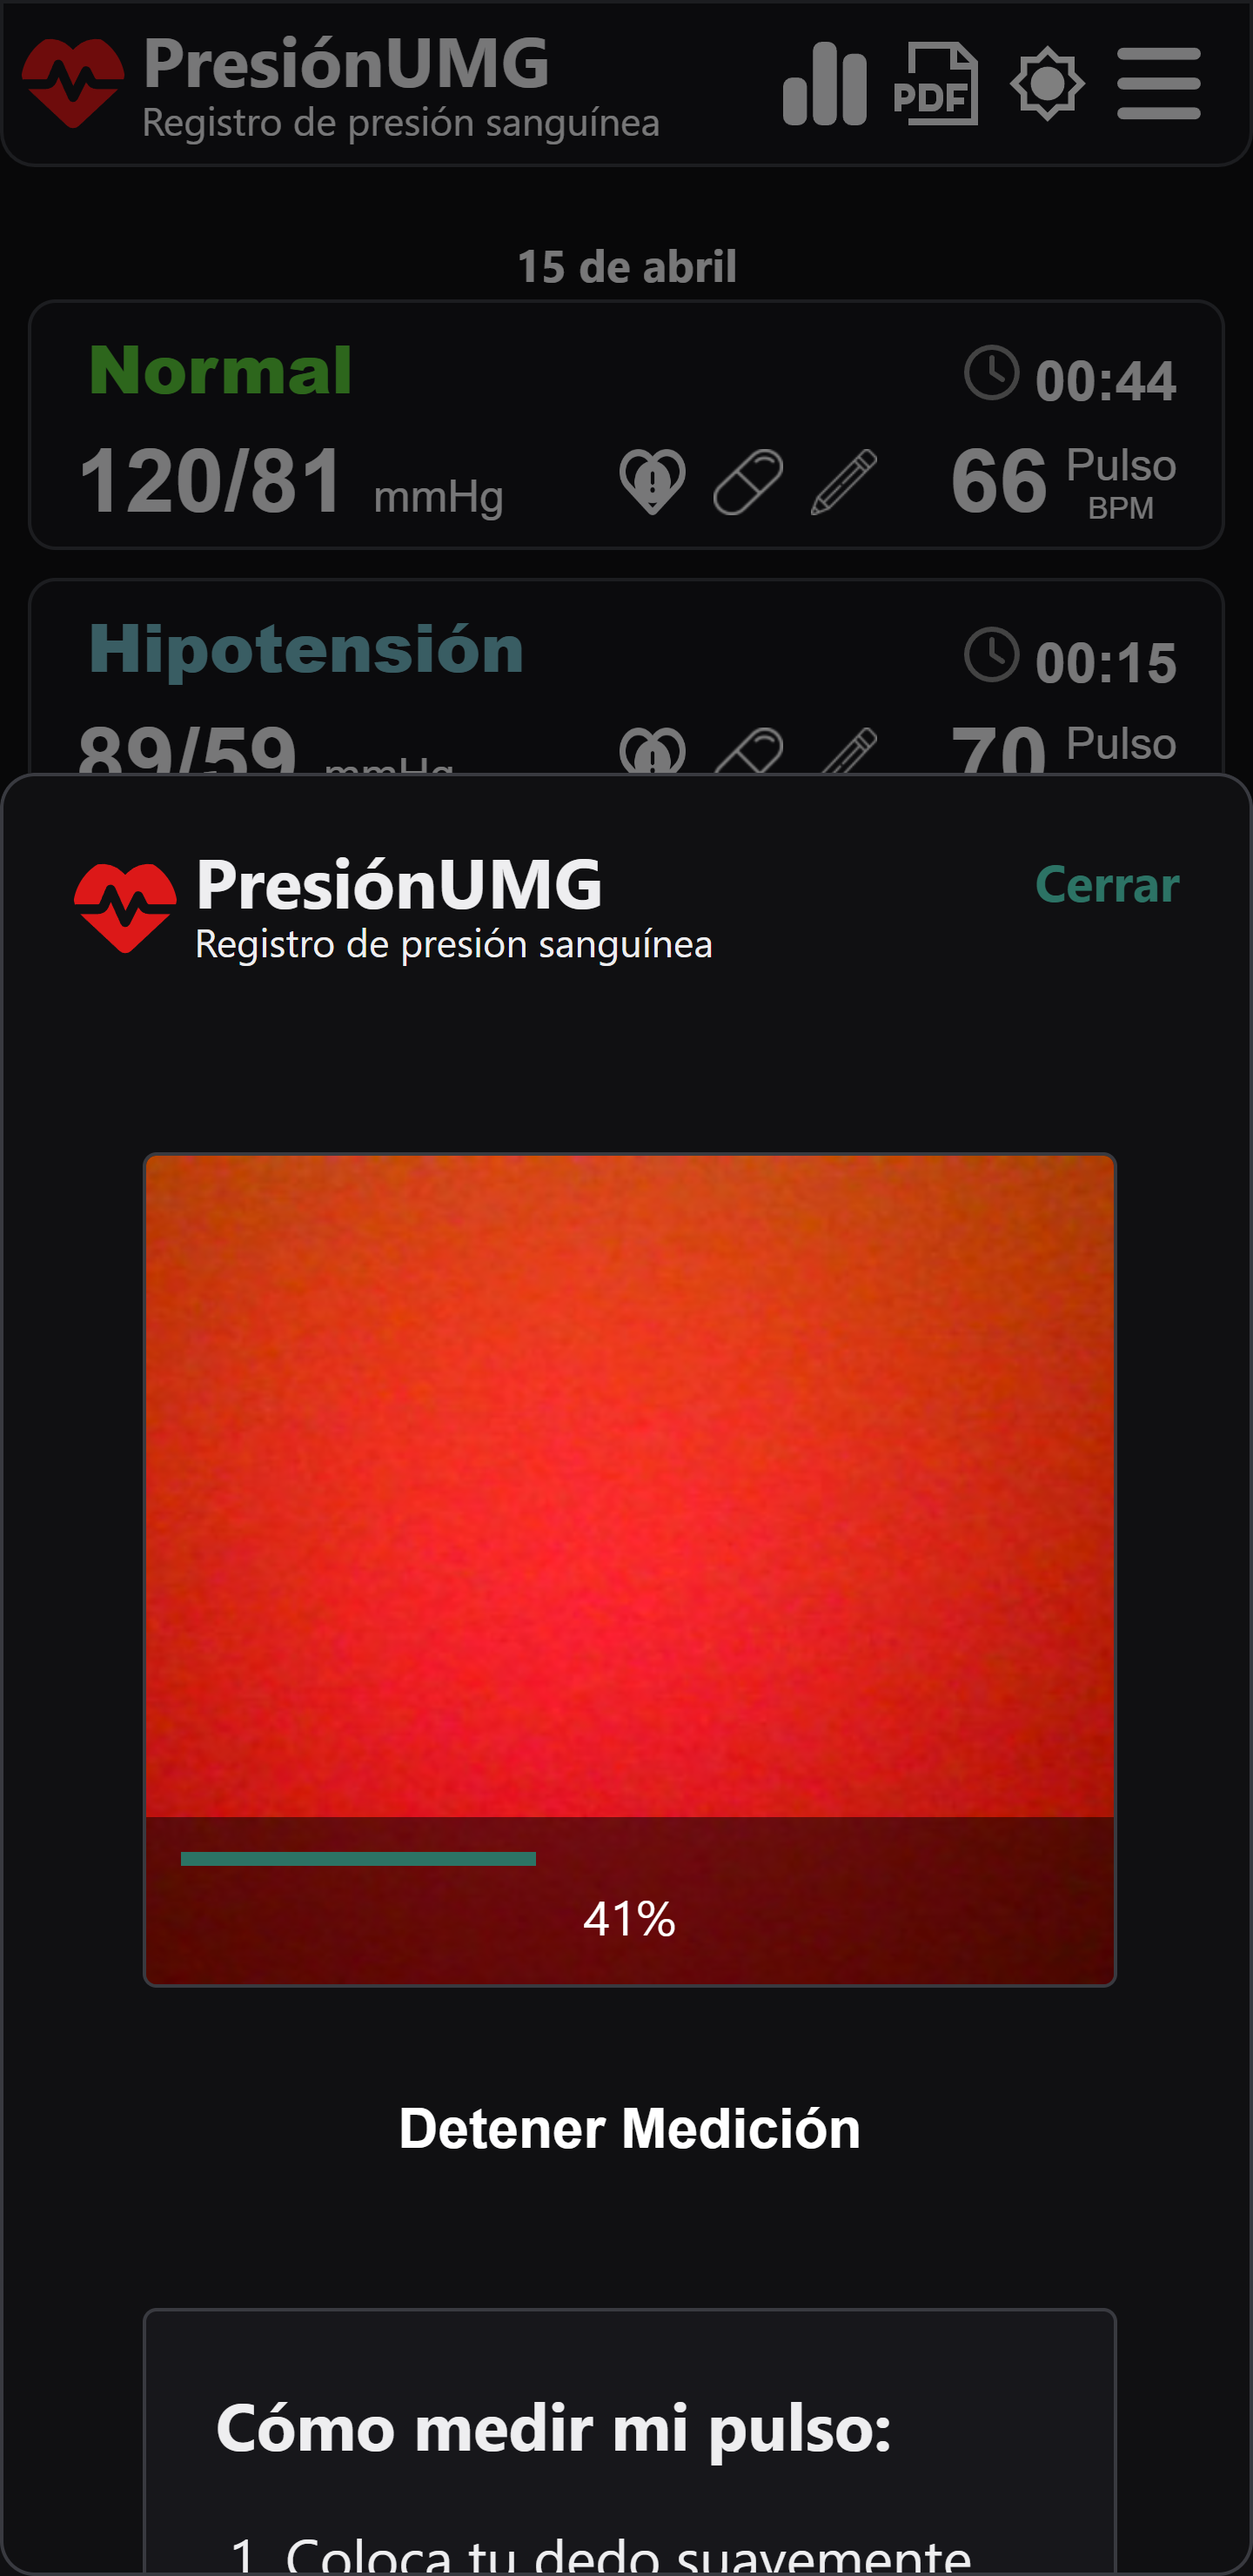 PresiónUMG
Registro de presión sanguínea
PDF
15 de abril
Normal
00:44
120/81 mmHg
66 Pulso
BPM
Hipotensión
00:15
89/59 mmHg
70 Pulso
PresiónUMG
Registro de presión sanguínea
Cerrar
41%
Detener Medición
Cómo medir mi pulso:
1. Coloca tu dedo suavemente